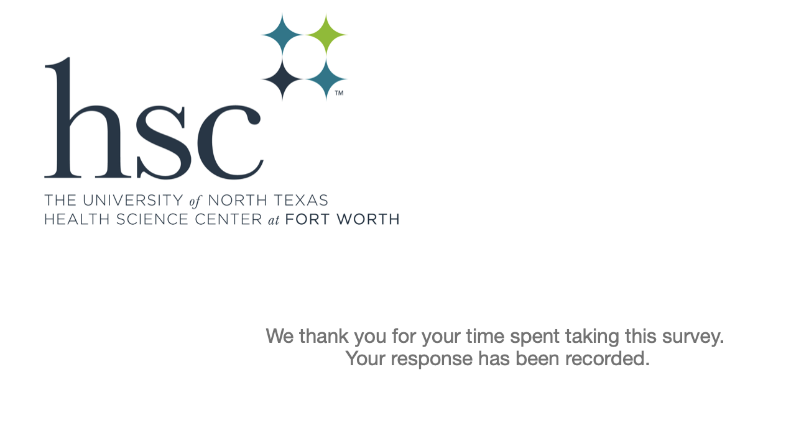 hsc™
THE UNIVERSITY of NORTH TEXAS
HEALTH SCIENCE CENTER at FORT WORTH
We thank you for your time spent taking this survey.
Your response has been recorded.